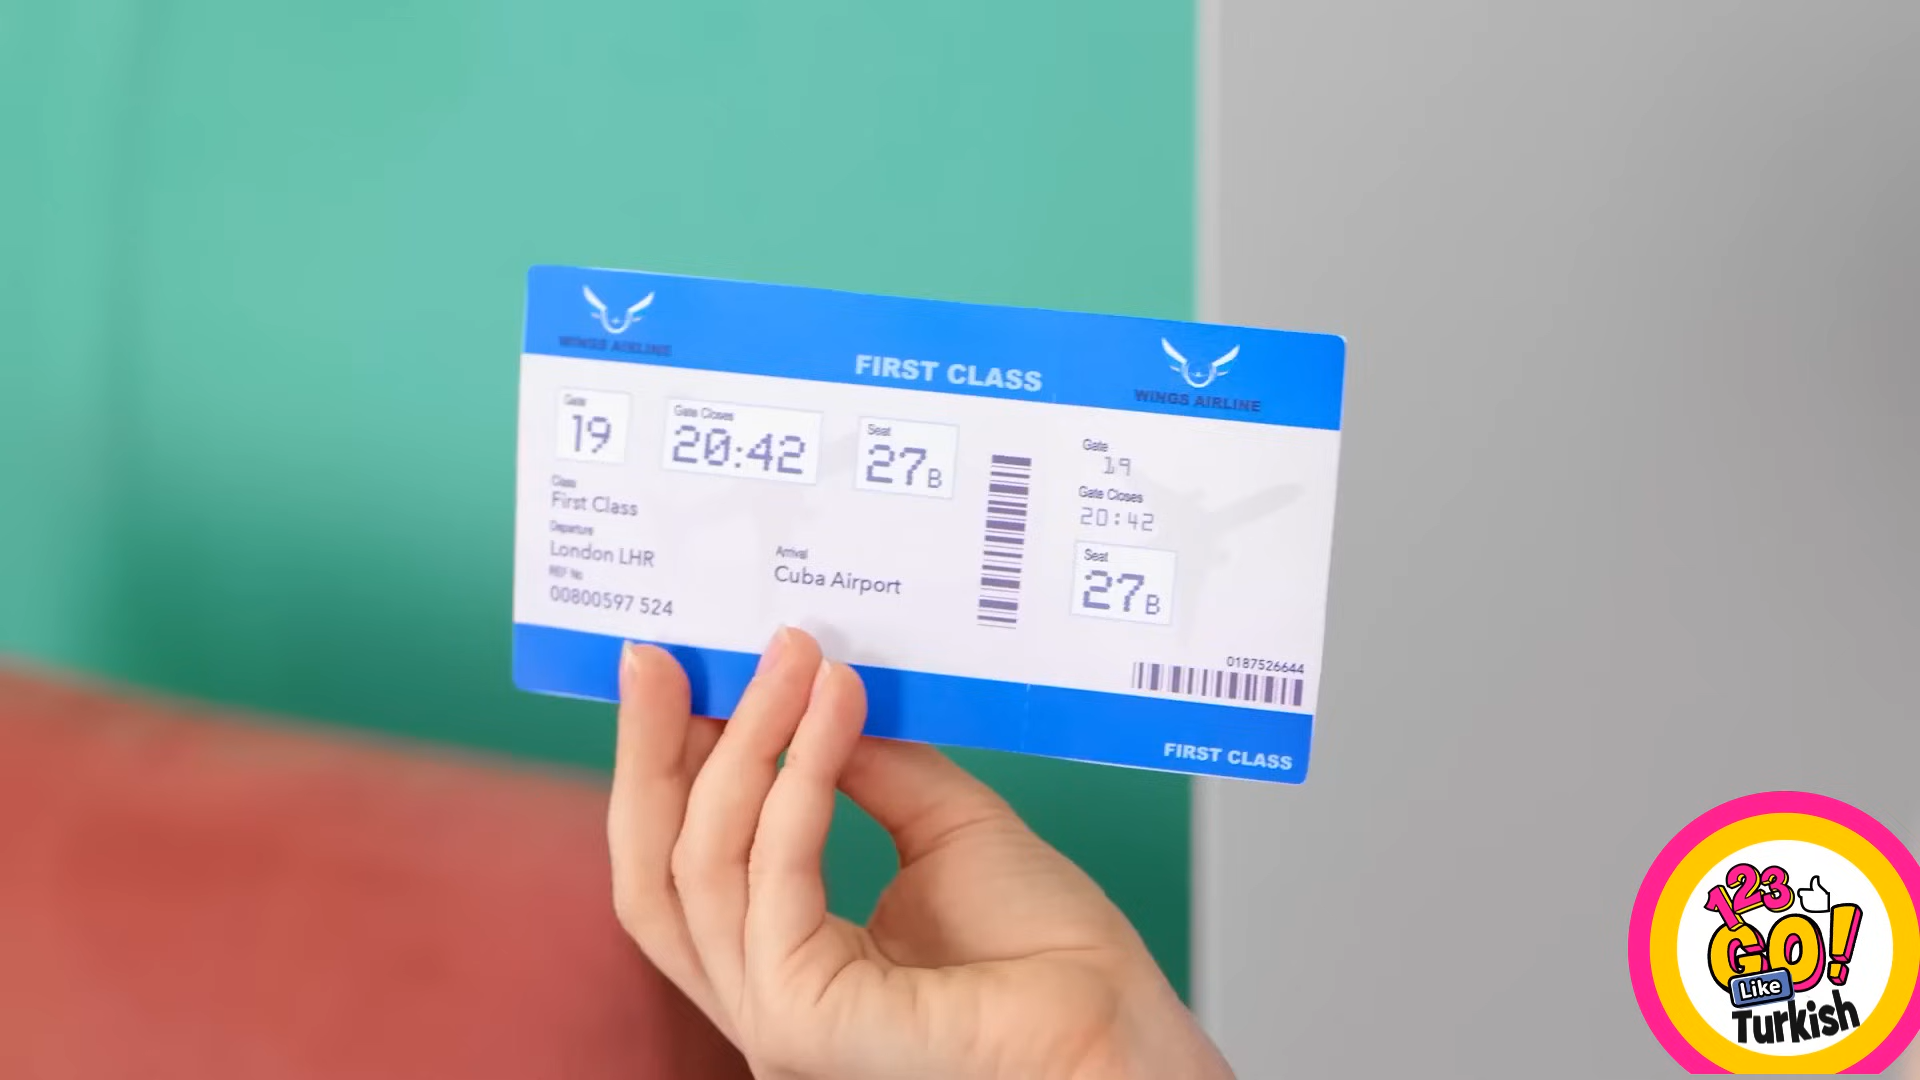 WINGS AIRLINE
FIRST CLASS
WINGS AIRLINE
Gate
19
Gate Closes
20:42
Seat
27B
Class
First Class
Departure
London LHR
REF No
00800597 524
Arrival
Cuba Airport
Gate
19
Gate Closes
20:42
Seat
27B
0187526644
FIRST CLASS
123
GO!
Like
Turkish